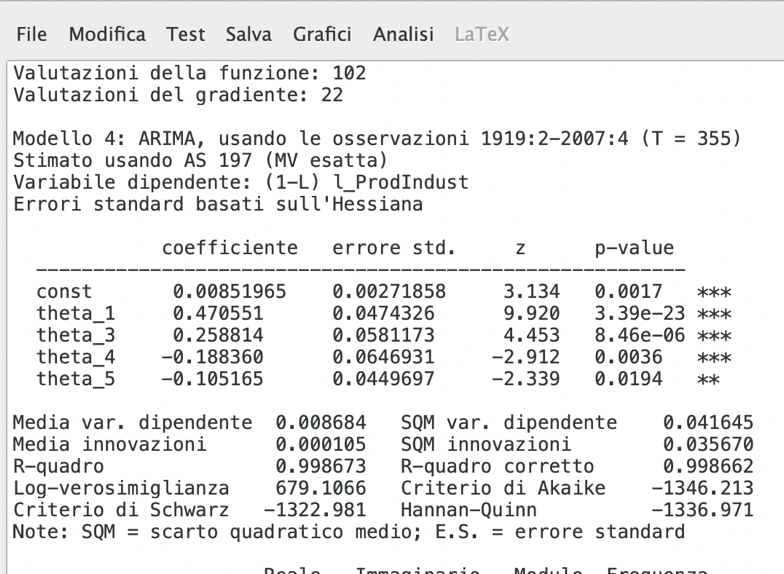 File Modifica Test Salva Grafici Analisi LaTeX
Valutazioni della funzione: 102
Valutazioni del gradiente: 22
Modello 4: ARIMA, usando le osservazioni 1919:2-2007:4 (T = 355)
Stimato usando AS 197 (MV esatta)
Variabile dipendente: (1-L) l_ProdIndust
Errori standard basati sull'Hessiana
coefficiente errore std. z p-value
const 0.00851965 0.00271858 3.134 0.0017 ***
theta_1 0.470551 0.0474326 9.920 3.39e-23 ***
theta_3 0.258814 0.0581173 4.453 8.46e-06 ***
theta_4 -0.188360 0.0646931 -2.912 0.0036 ***
theta_5 -0.105165 0.0449697 -2.339 0.0194 **
Media var. dipendente 0.008684 SQM var. dipendente 0.041645
Media innovazioni 0.000105 SQM innovazioni 0.035670
R-quadro 0.998673 R-quadro corretto 0.998662
Log-verosimiglianza 679.1066 Criterio di Akaike -1346.213
Criterio di Schwarz -1322.981 Hannan-Quinn -1336.971
Note: SQM = scarto quadratico medio; E.S. = errore standard
Reale Immaginario Modulo Frequenza